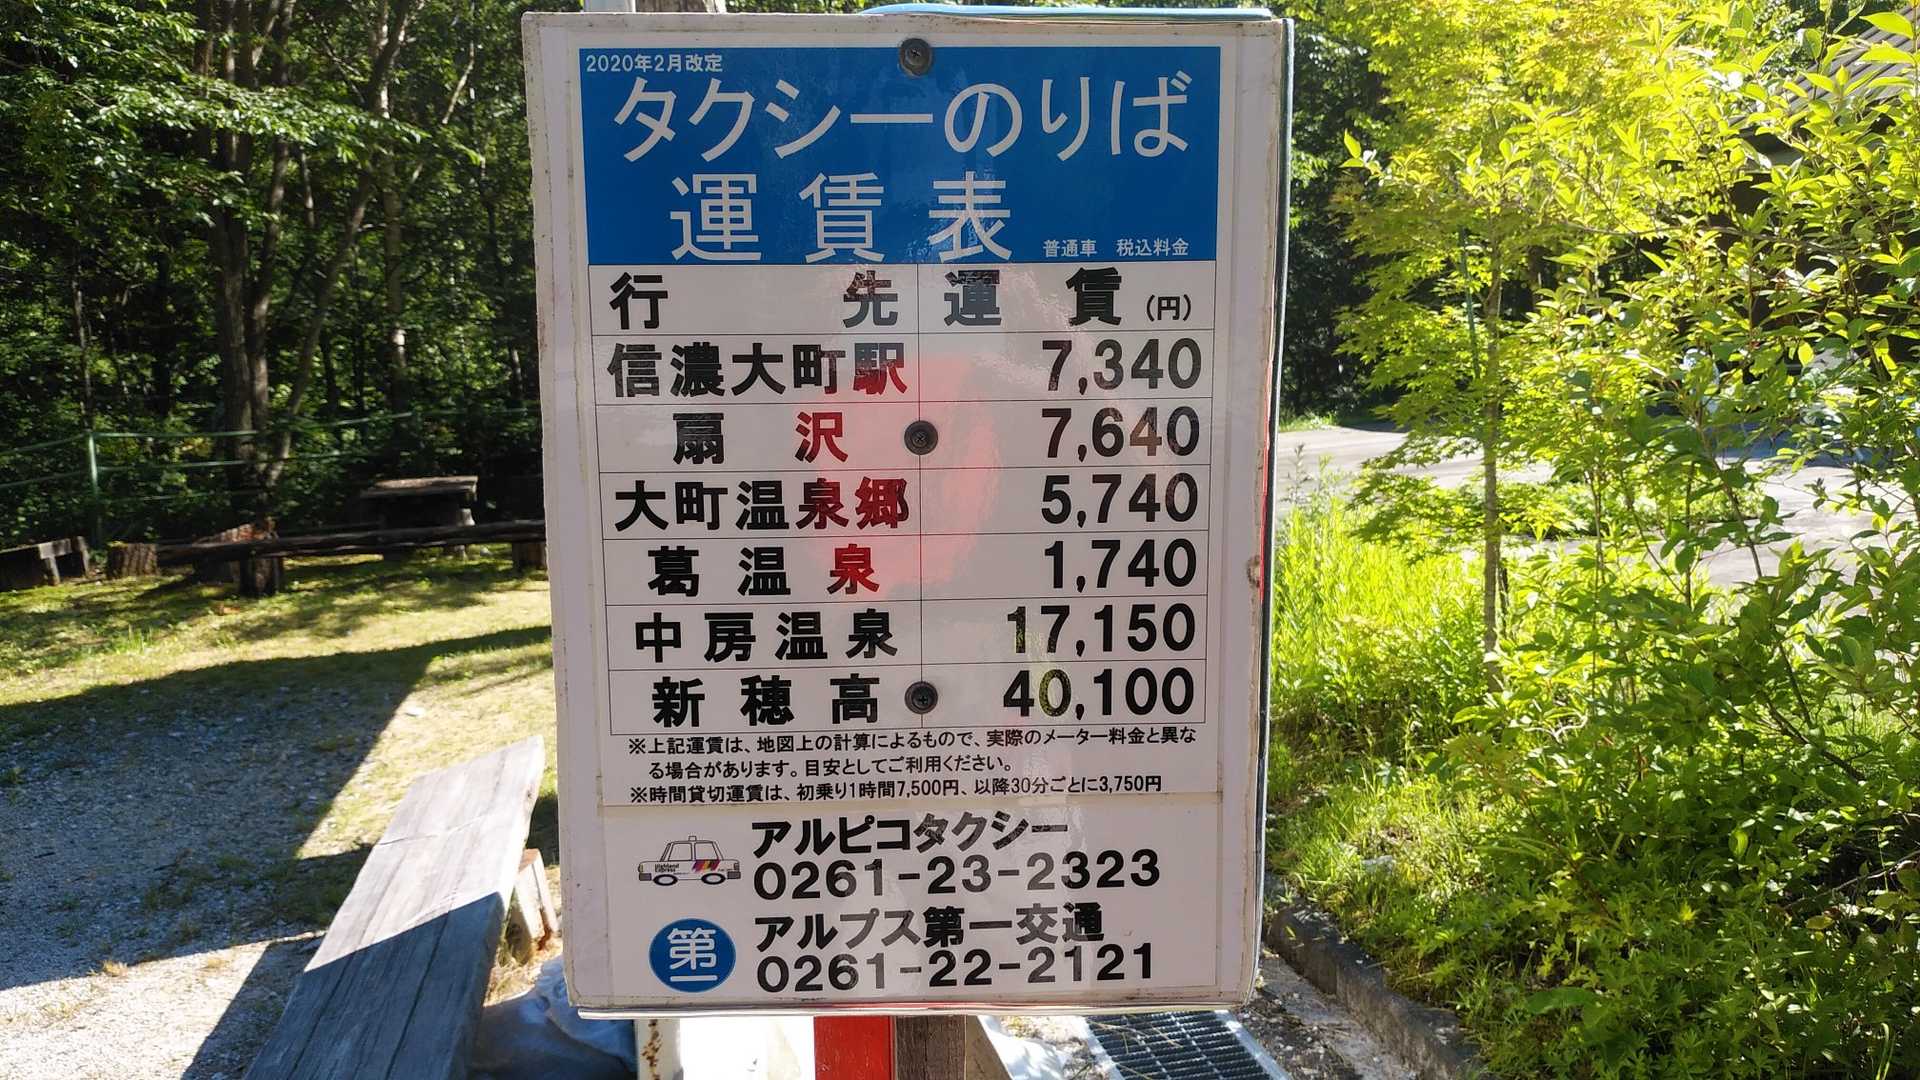 2020年2月改定
タクシーのりば
運賃表
普通車 税込料金
行先 運賃(円)
信濃大町駅 7,340
扇沢 7,640
大町温泉郷 5,740
葛温泉 1,740
中房温泉 17,150
新穂高 40,100
※上記運賃は、地図上の計算によるもので、実際のメーター料金と異な
る場合があります。目安としてご利用ください。
※時間貸切運賃は、初乗り1時間7,500円、以降30分ごとに3,750円
アルピコタクシー
Highland
Express
0261-23-2323
アルプス第一交通
第一
0261-22-2121